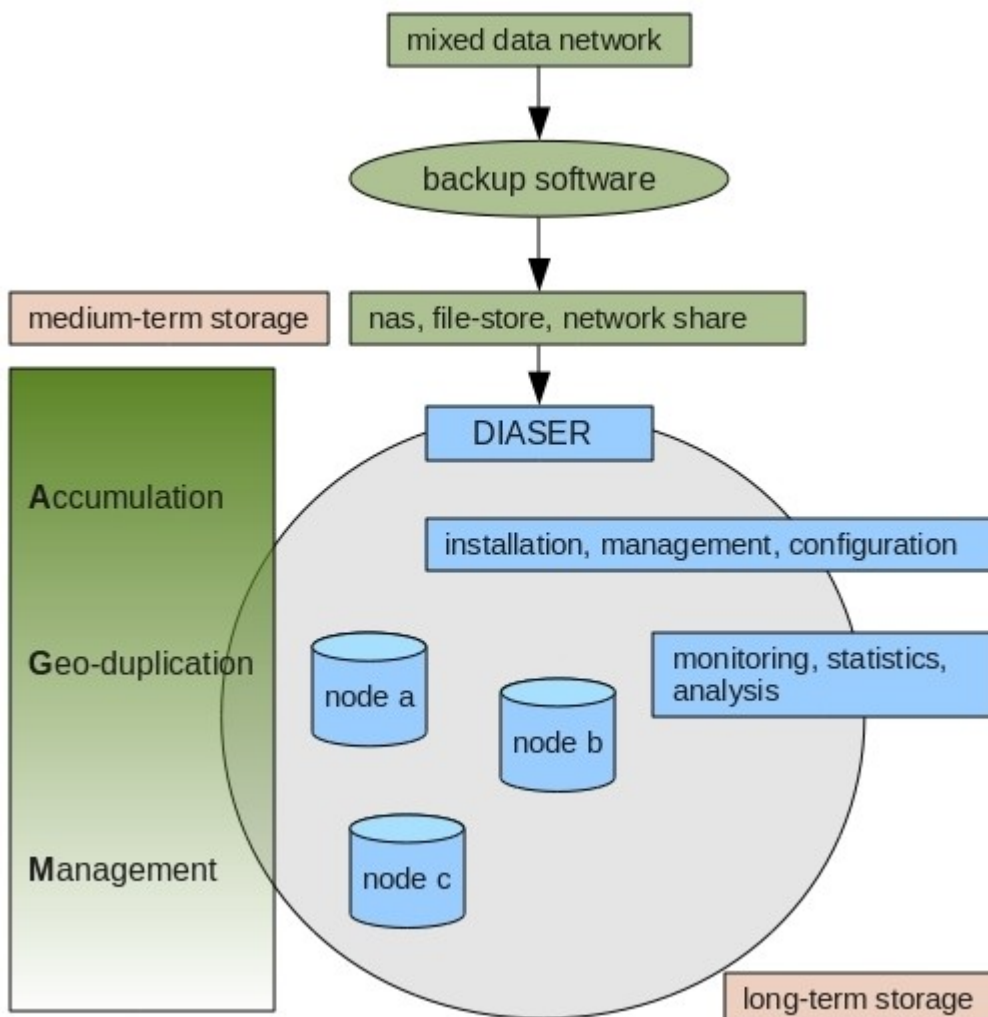 mixed data network
backup software
medium-term storage
nas, file-store, network share
DIASER
Accumulation
installation, management, configuration
Geo-duplication
monitoring, statistics,
analysis
node a
node b
Management
node c
long-term storage